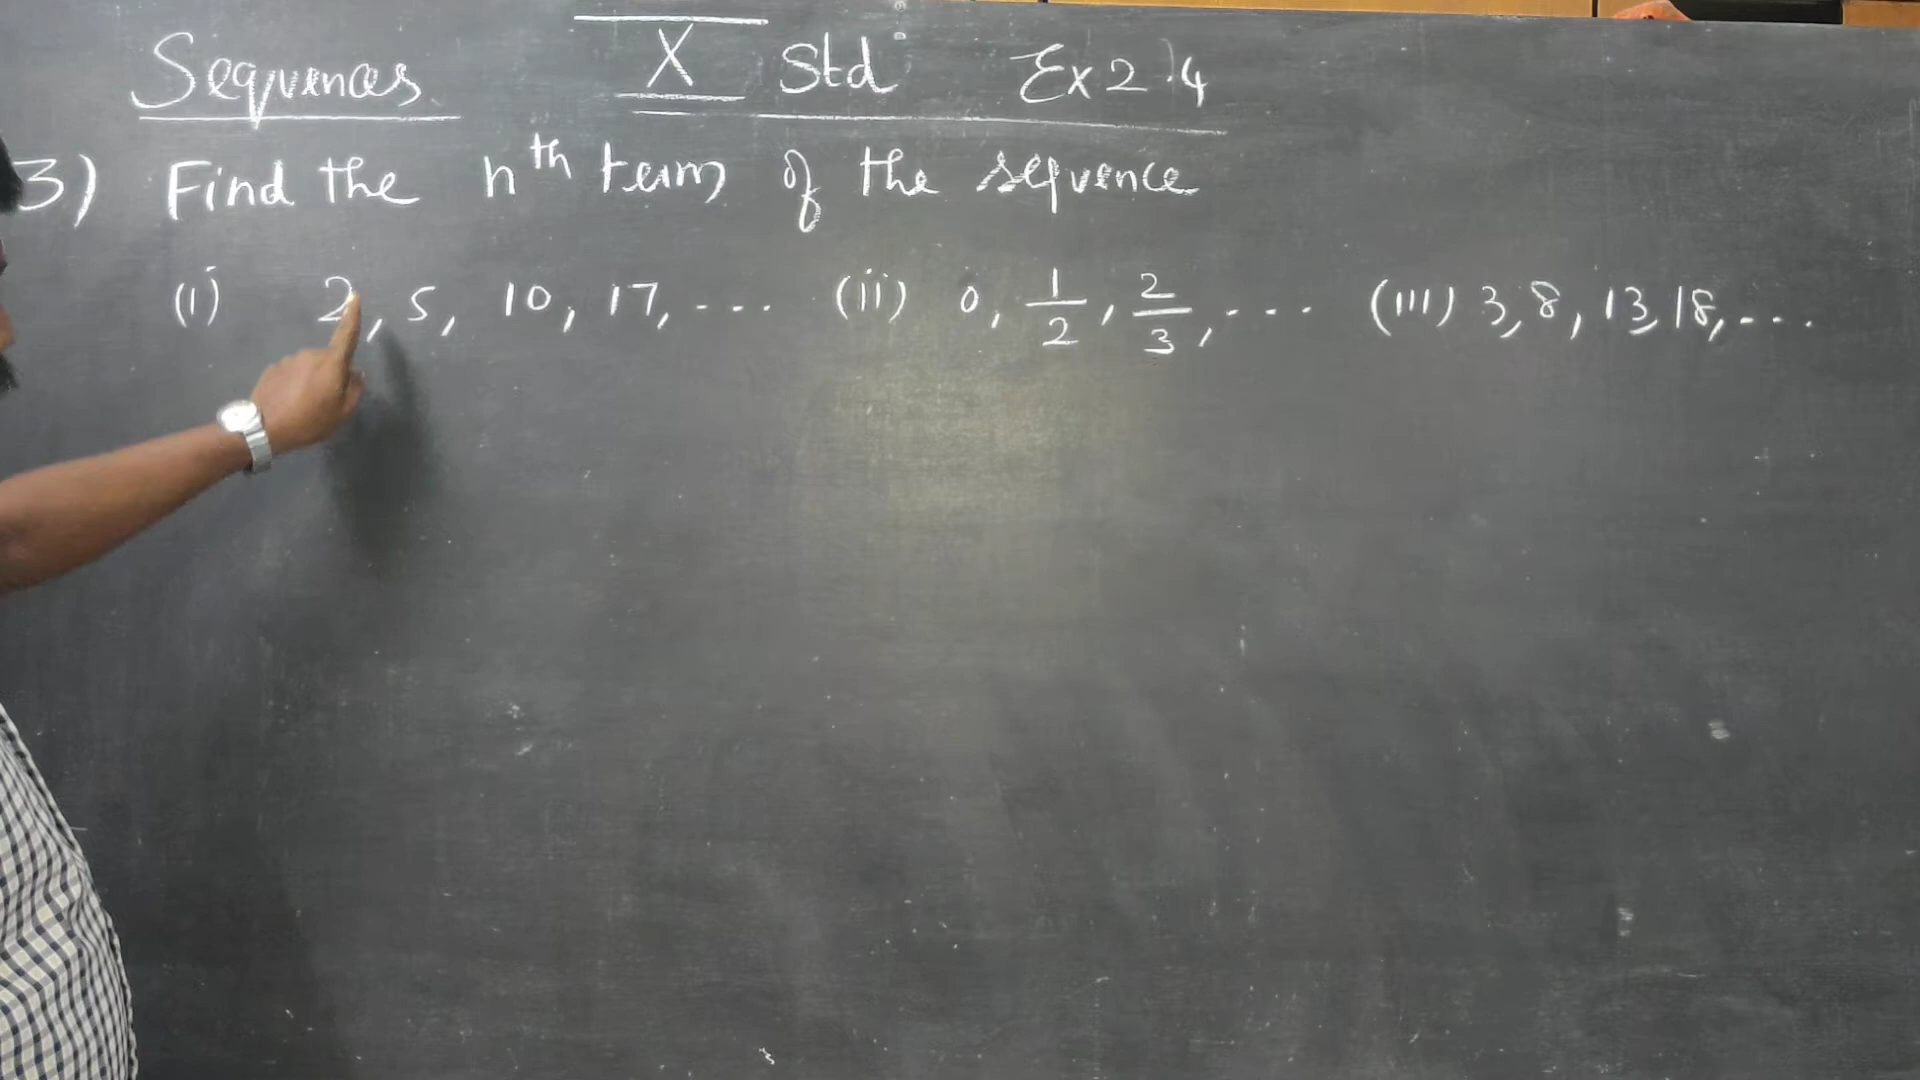 Sequences X Std Ex 2.4
3) Find the nth term of the sequence
(i) 2, 5, 10, 17, ... (ii) 0, 1/2, 2/3, ... (iii) 3, 8, 13, 18, ...